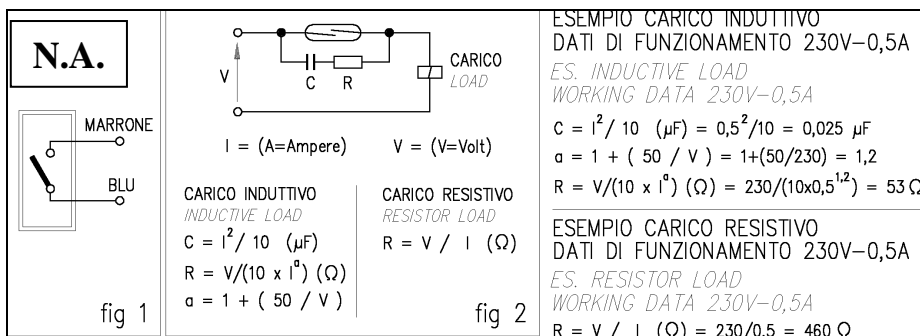 N.A.
MARRONE
BLU
fig 1
V
C R
CARICO
LOAD
I = (A=Ampere) V = (V=Volt)
CARICO INDUTTIVO
INDUCTIVE LOAD
C = I²/ 10 (μF)
R = V/(10 x Iᵅ) (Ω)
a = 1 + ( 50 / V )
CARICO RESISTIVO
RESISTOR LOAD
R = V / I (Ω)
fig 2
ESEMPIO CARICO INDUTTIVO
DATI DI FUNZIONAMENTO 230V-0,5A
ES. INDUCTIVE LOAD
WORKING DATA 230V-0,5A
C = I²/ 10 (μF) = 0,5²/10 = 0,025 μF
a = 1 + ( 50 / V ) = 1+(50/230) = 1,2
R = V/(10 x Iᵅ) (Ω) = 230/(10x0,5¹,²) = 53 Ω
ESEMPIO CARICO RESISTIVO
DATI DI FUNZIONAMENTO 230V-0,5A
ES. RESISTOR LOAD
WORKING DATA 230V-0,5A
R = V / I (Ω) = 230/0,5 = 460 Ω